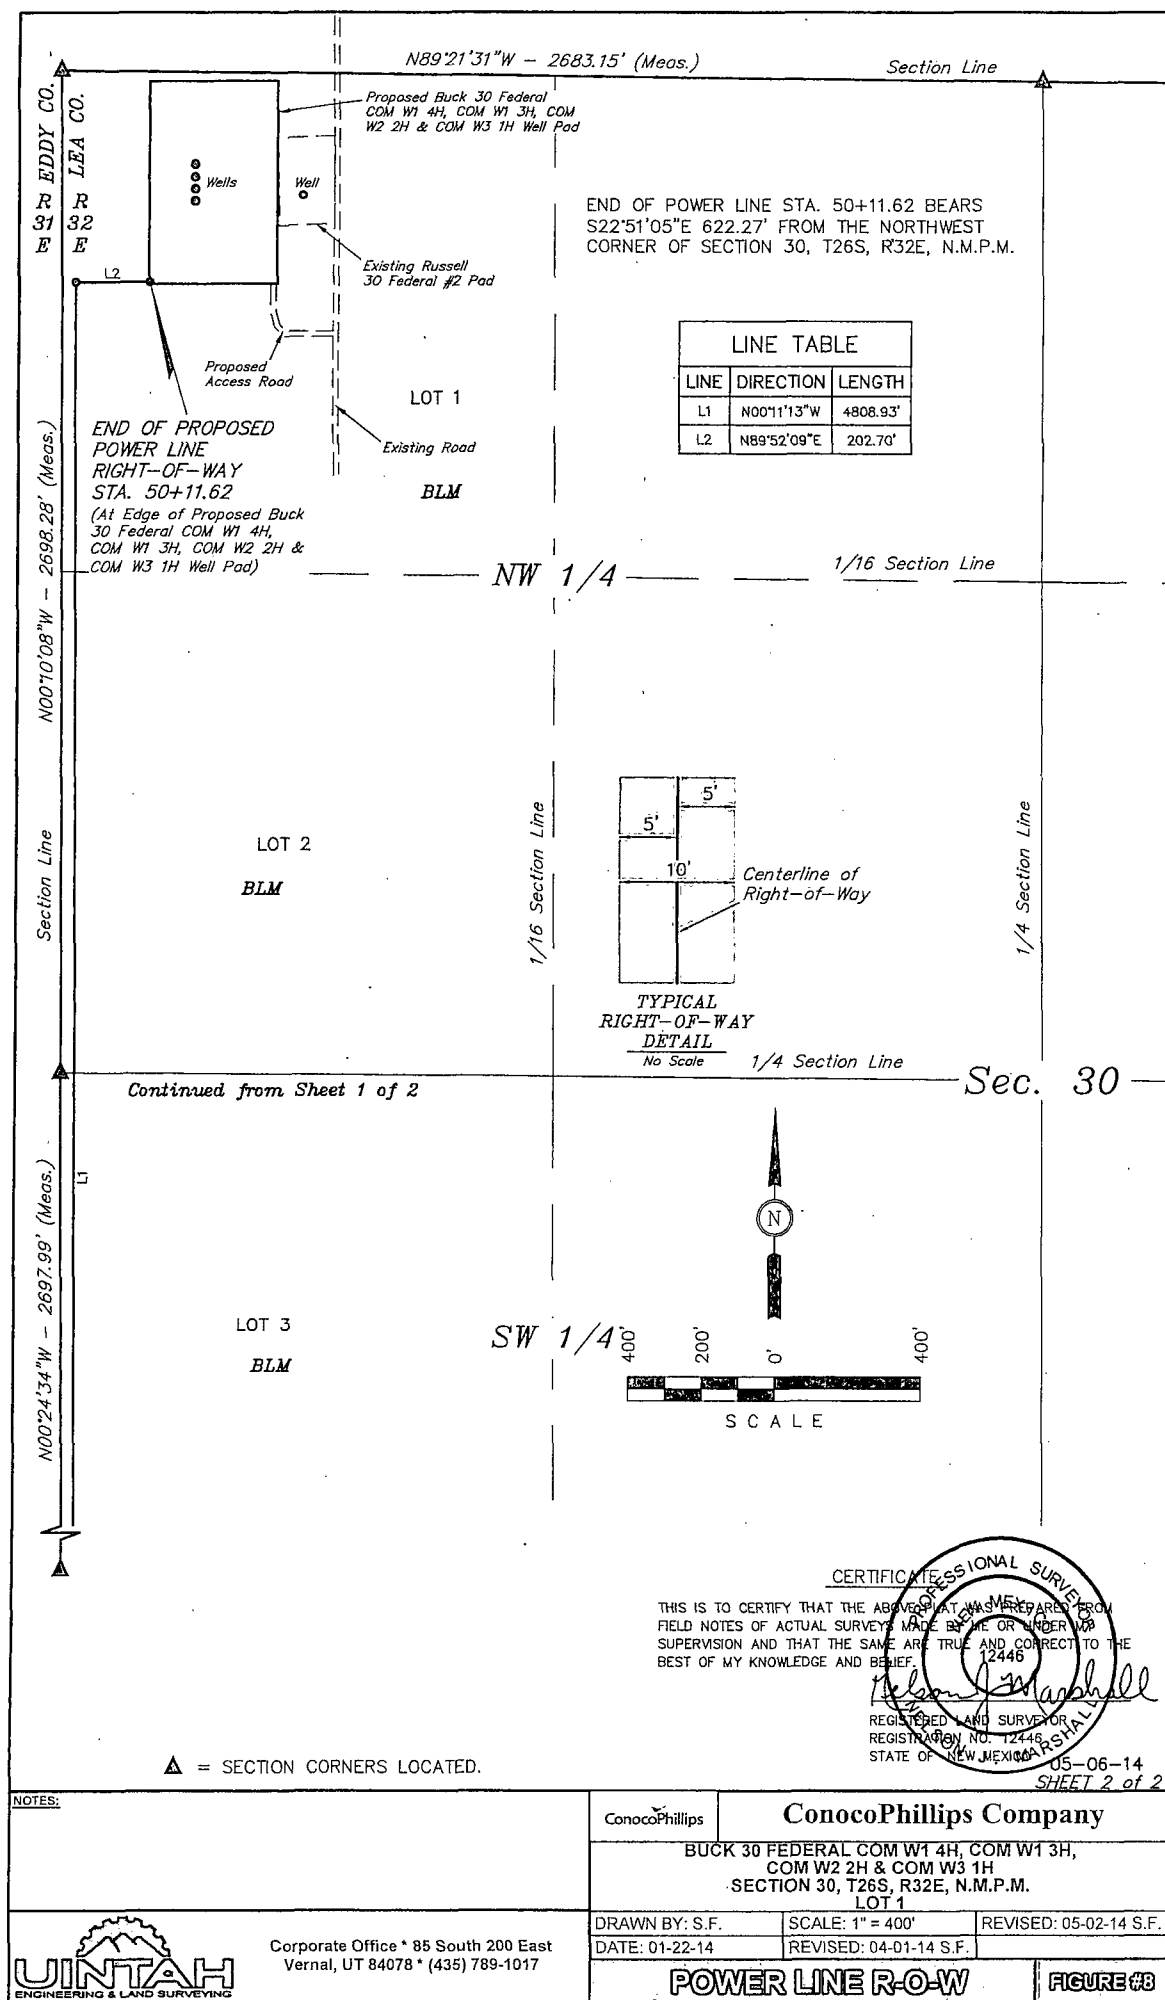 N89°21'31"W - 2683.15' (Meas.)
Section Line
R 31 E EDDY CO.
R 32 E LEA CO.
Proposed Buck 30 Federal
COM W1 4H, COM W1 3H, COM
W2 2H & COM W3 1H Well Pad
Wells
Well
END OF POWER LINE STA. 50+11.62 BEARS
S22°51'05"E 622.27' FROM THE NORTHWEST
CORNER OF SECTION 30, T26S, R32E, N.M.P.M.
L2
Existing Russell
30 Federal #2 Pad
LINE TABLE
LINE DIRECTION LENGTH
L1 N00°11'13"W 4808.93'
L2 N89°52'09"E 202.70'
Proposed
Access Road
LOT 1
Existing Road
BLM
END OF PROPOSED
POWER LINE
RIGHT-OF-WAY
STA. 50+11.62
(At Edge of Proposed Buck
30 Federal COM W1 4H,
COM W1 3H, COM W2 2H &
COM W3 1H Well Pad)
N00°10'08"W - 2698.28' (Meas.)
NW 1/4
1/16 Section Line
Section Line
LOT 2
BLM
1/16 Section Line
5'
5'
10'
Centerline of
Right-of-Way
TYPICAL
RIGHT-OF-WAY
DETAIL
No Scale
1/4 Section Line
1/4 Section Line
Sec. 30
Continued from Sheet 1 of 2
L1
N00°24'34"W - 2697.99' (Meas.)
N
LOT 3
BLM
SW 1/4
400' 200' 0' 400'
SCALE
CERTIFICATE
THIS IS TO CERTIFY THAT THE ABOVE PLAT WAS PREPARED FROM
FIELD NOTES OF ACTUAL SURVEYS MADE BY ME OR UNDER MY
SUPERVISION AND THAT THE SAME ARE TRUE AND CORRECT TO THE
BEST OF MY KNOWLEDGE AND BELIEF.
PROFESSIONAL SURVEYOR
NEW MEXICO
12446
NELSON J. MARSHALL
Nelson J. Marshall
REGISTERED LAND SURVEYOR
REGISTRATION NO. 12446
STATE OF NEW MEXICO
05-06-14
SHEET 2 of 2
= SECTION CORNERS LOCATED.
NOTES:
ConocoPhillips
ConocoPhillips Company
BUCK 30 FEDERAL COM W1 4H, COM W1 3H,
COM W2 2H & COM W3 1H
SECTION 30, T26S, R32E, N.M.P.M.
LOT 1
DRAWN BY: S.F. SCALE: 1" = 400' REVISED: 05-02-14 S.F.
DATE: 01-22-14 REVISED: 04-01-14 S.F.
POWER LINE R-O-W
FIGURE #8
UINTAH
ENGINEERING & LAND SURVEYING
Corporate Office * 85 South 200 East
Vernal, UT 84078 * (435) 789-1017